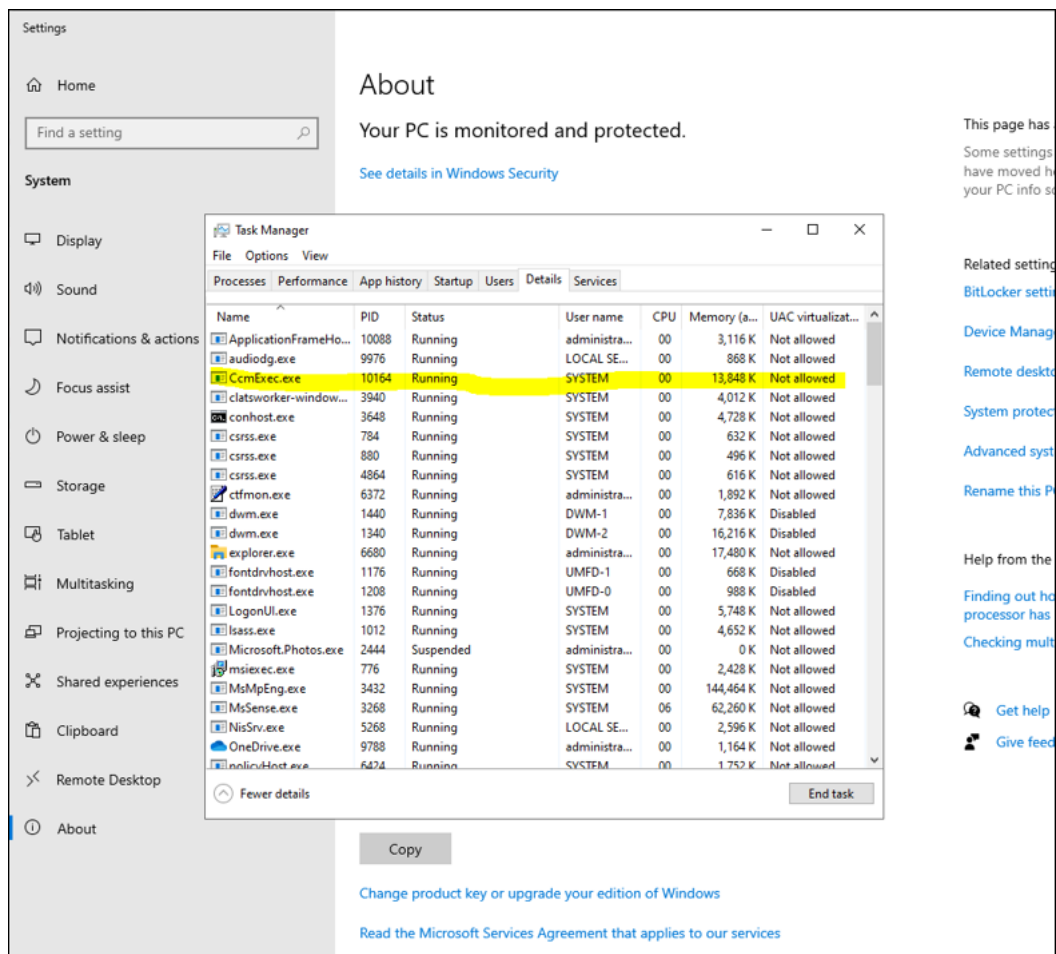 Settings
Home
Find a setting
System
Display
Sound
Notifications & actions
Focus assist
Power & sleep
Storage
Tablet
Multitasking
Projecting to this PC
Shared experiences
Clipboard
Remote Desktop
About
About
Your PC is monitored and protected.
See details in Windows Security
Task Manager
File Options View
Processes Performance App history Startup Users Details Services
Name PID Status User name CPU Memory (a... UAC virtualizat...
ApplicationFrameHo... 10088 Running administra... 00 3,116 K Not allowed
audiodg.exe 9976 Running LOCAL SE... 00 868 K Not allowed
CcmExec.exe 10164 Running SYSTEM 00 13,848 K Not allowed
clatsworker-window... 3940 Running SYSTEM 00 4,012 K Not allowed
conhost.exe 3648 Running SYSTEM 00 4,728 K Not allowed
csrss.exe 784 Running SYSTEM 00 632 K Not allowed
csrss.exe 880 Running SYSTEM 00 496 K Not allowed
csrss.exe 4864 Running SYSTEM 00 616 K Not allowed
ctfmon.exe 6372 Running administra... 00 1,892 K Not allowed
dwm.exe 1440 Running DWM-1 00 7,836 K Disabled
dwm.exe 1340 Running DWM-2 00 16,216 K Disabled
explorer.exe 6680 Running administra... 00 17,480 K Not allowed
fontdrvhost.exe 1176 Running UMFD-1 00 668 K Disabled
fontdrvhost.exe 1208 Running UMFD-0 00 988 K Disabled
LogonUI.exe 1376 Running SYSTEM 00 5,748 K Not allowed
lsass.exe 1012 Running SYSTEM 00 4,652 K Not allowed
Microsoft.Photos.exe 2444 Suspended administra... 00 0 K Not allowed
msiexec.exe 776 Running SYSTEM 00 2,428 K Not allowed
MsMpEng.exe 3432 Running SYSTEM 00 144,464 K Not allowed
MsSense.exe 3268 Running SYSTEM 06 62,260 K Not allowed
NisSrv.exe 5268 Running LOCAL SE... 00 2,596 K Not allowed
OneDrive.exe 9788 Running administra... 00 1,164 K Not allowed
policyHost.exe 6424 Running SYSTEM 00 1,752 K Not allowed
Fewer details
End task
Copy
Change product key or upgrade your edition of Windows
Read the Microsoft Services Agreement that applies to our services
This page has
Some settings
have moved
your PC info
Related setting
BitLocker setti
Device Manag
Remote deskt
System protec
Advanced syst
Rename this P
Help from the
Finding out ho
processor has
Checking mult
Get help
Give feed